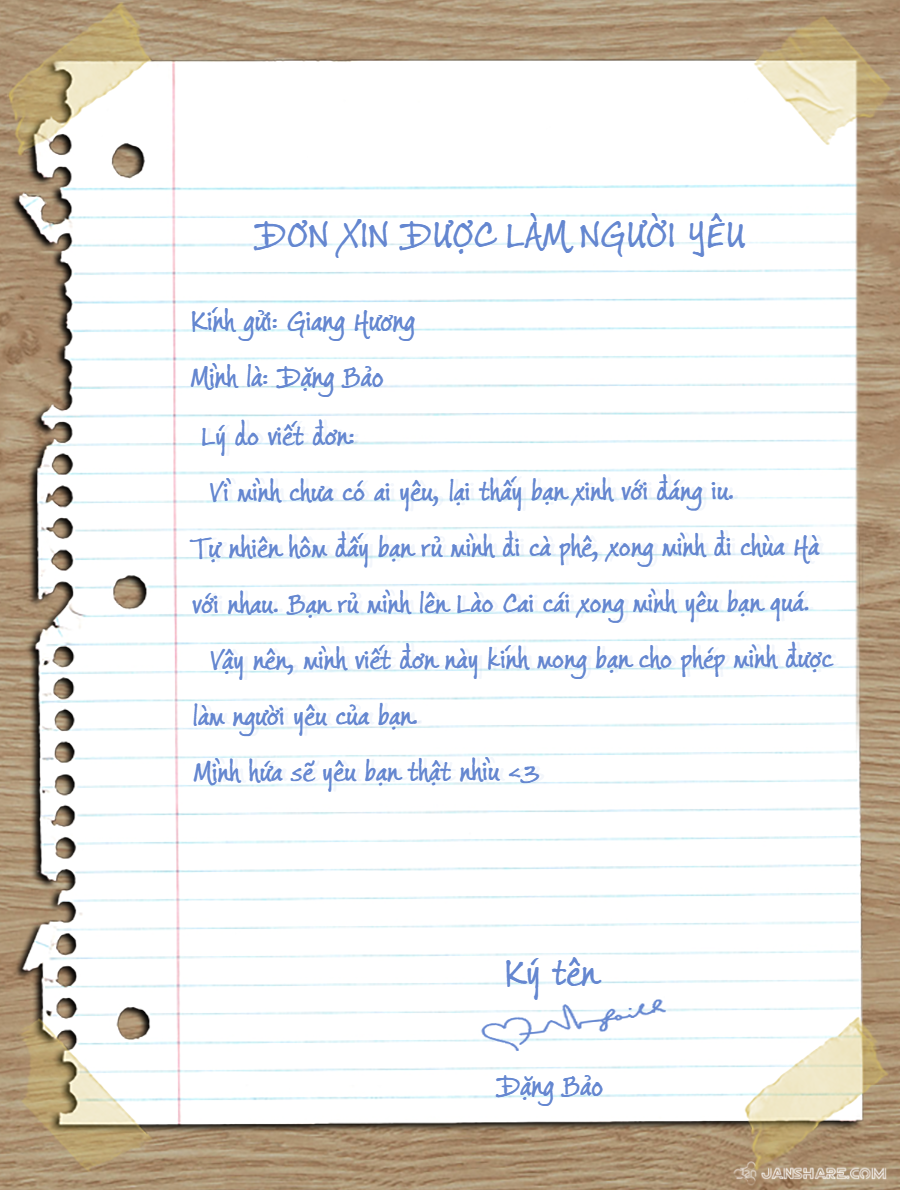 ĐƠN XIN ĐƯỢC LÀM NGƯỜI YÊU
Kính gửi: Giang Hương
Mình là: Đặng Bảo
Lý do viết đơn:
Vì mình chưa có ai yêu, lại thấy bạn xinh với đáng iu.
Tự nhiên hôm đấy bạn rủ mình đi cà phê, xong mình đi chùa Hà
với nhau. Bạn rủ mình lên Lào Cai cái xong mình yêu bạn quá.
Vậy nên, mình viết đơn này kính mong bạn cho phép mình được
làm người yêu của bạn.
Mình hứa sẽ yêu bạn thật nhìu <3
Ký tên
Đặng Bảo
JANSHARE.COM